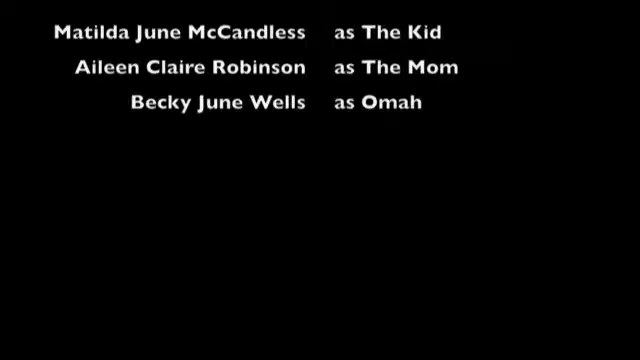 Matilda June McCandless as The Kid
Aileen Claire Robinson as The Mom
Becky June Wells as Omah